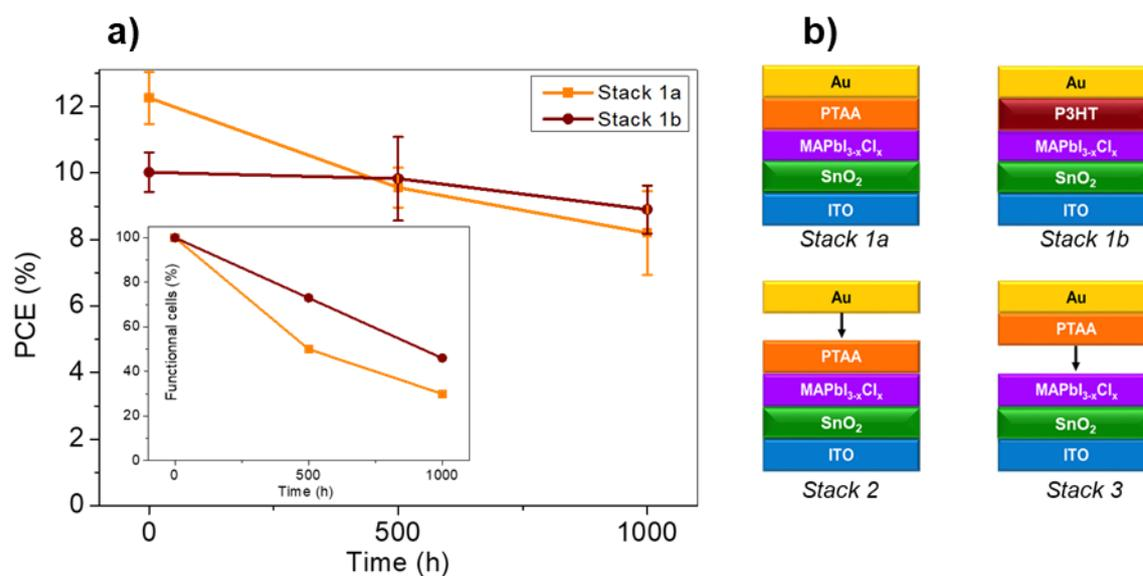 a)
PCE (%)
12
10
8
6
4
2
0
0
500
1000
Time (h)
Stack 1a
Stack 1b
Functionnal cells (%)
100
80
60
40
20
0
0
500
1000
Time (h)
b)
Au
PTAA
MAPbI₃₋ₓClₓ
SnO₂
ITO
Stack 1a
Au
P3HT
MAPbI₃₋ₓClₓ
SnO₂
ITO
Stack 1b
Au
PTAA
MAPbI₃₋ₓClₓ
SnO₂
ITO
Stack 2
Au
PTAA
MAPbI₃₋ₓClₓ
SnO₂
ITO
Stack 3